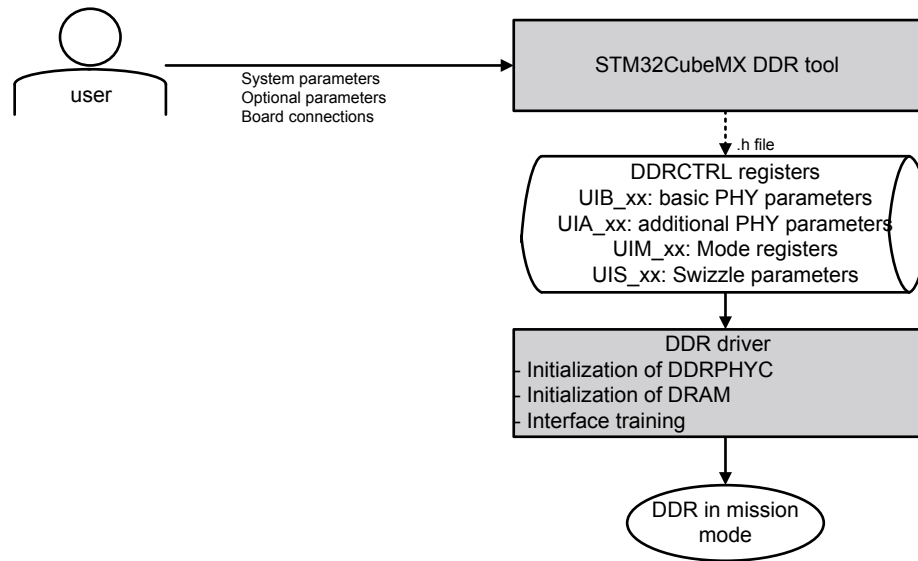 user
System parameters
Optional parameters
Board connections
STM32CubeMX DDR tool
.h file
DDRCTRL registers
UIB_xx: basic PHY parameters
UIA_xx: additional PHY parameters
UIM_xx: Mode registers
UIS_xx: Swizzle parameters
DDR driver
- Initialization of DDRPHYC
- Initialization of DRAM
- Interface training
DDR in mission
mode